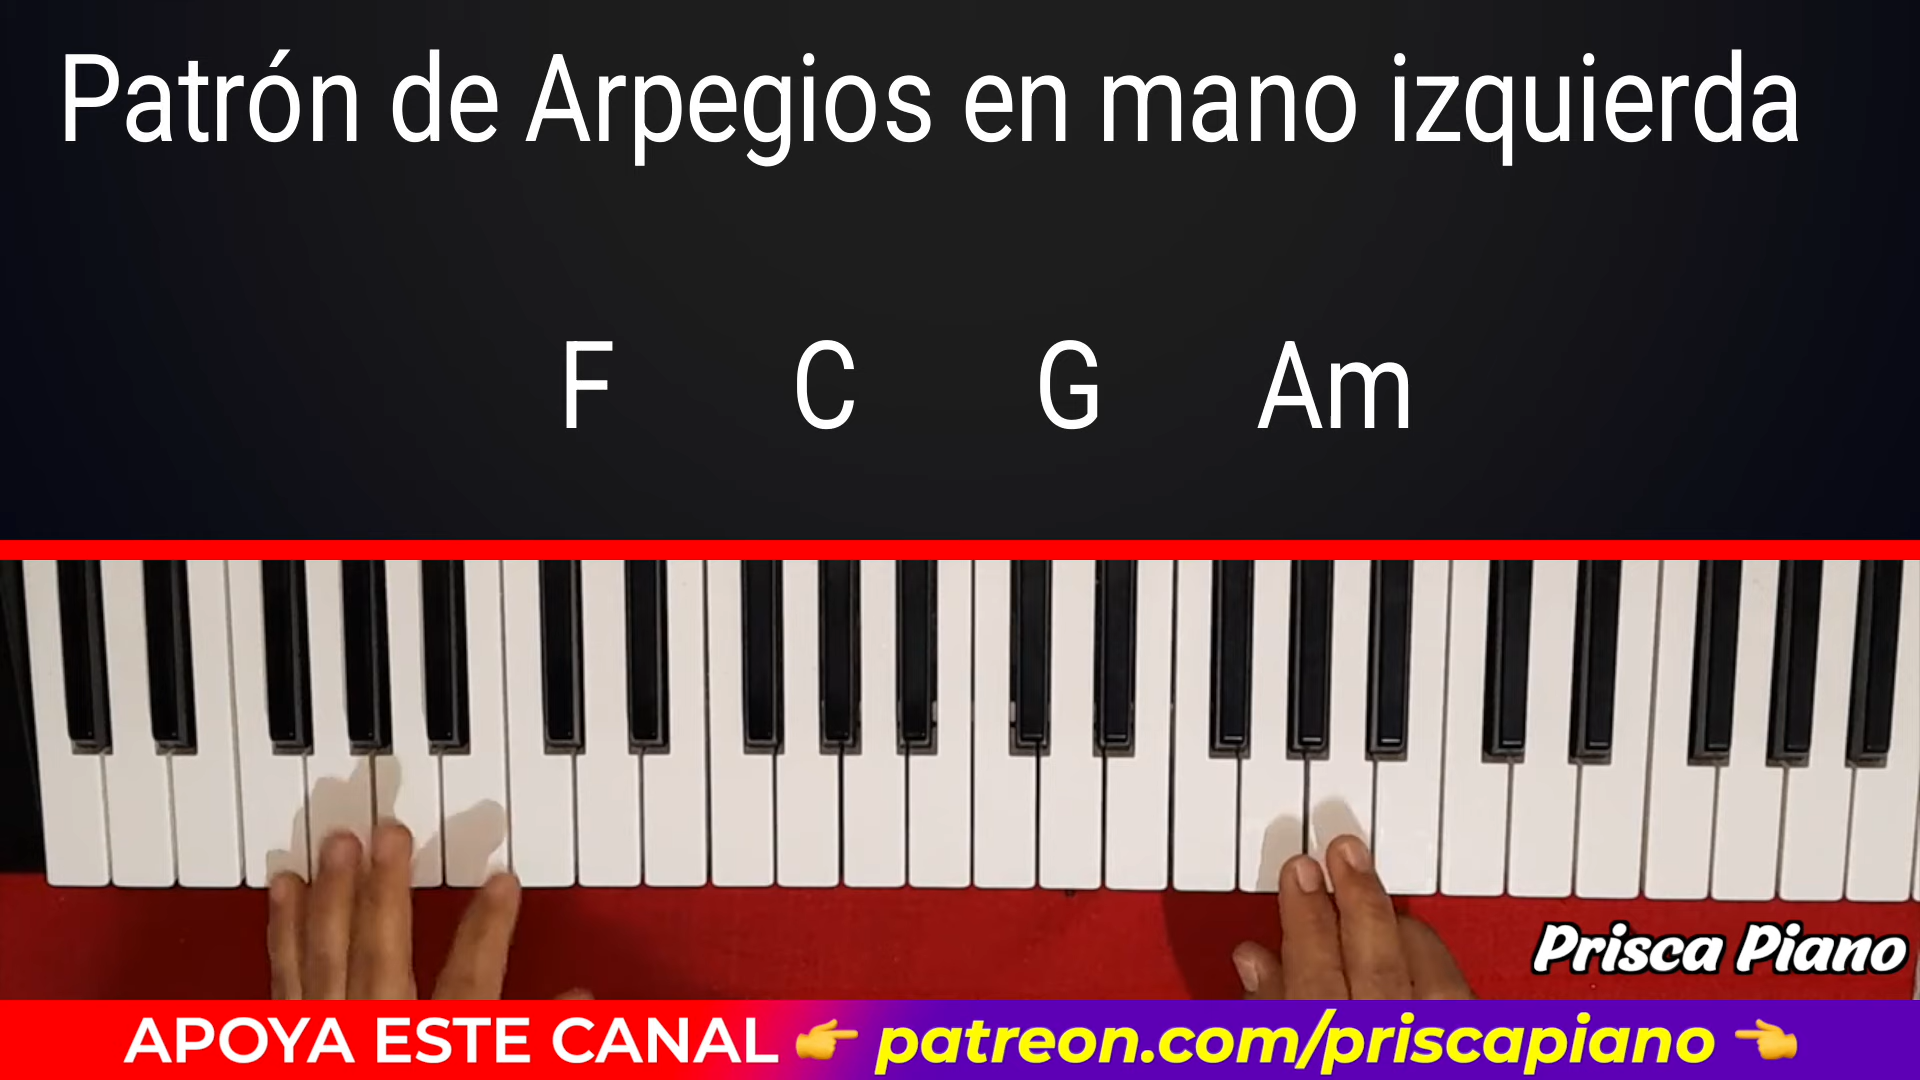 Patrón de Arpegios en mano izquierda
F C G Am
Prisca Piano
APOYA ESTE CANAL 👉 patreon.com/priscapiano 👈